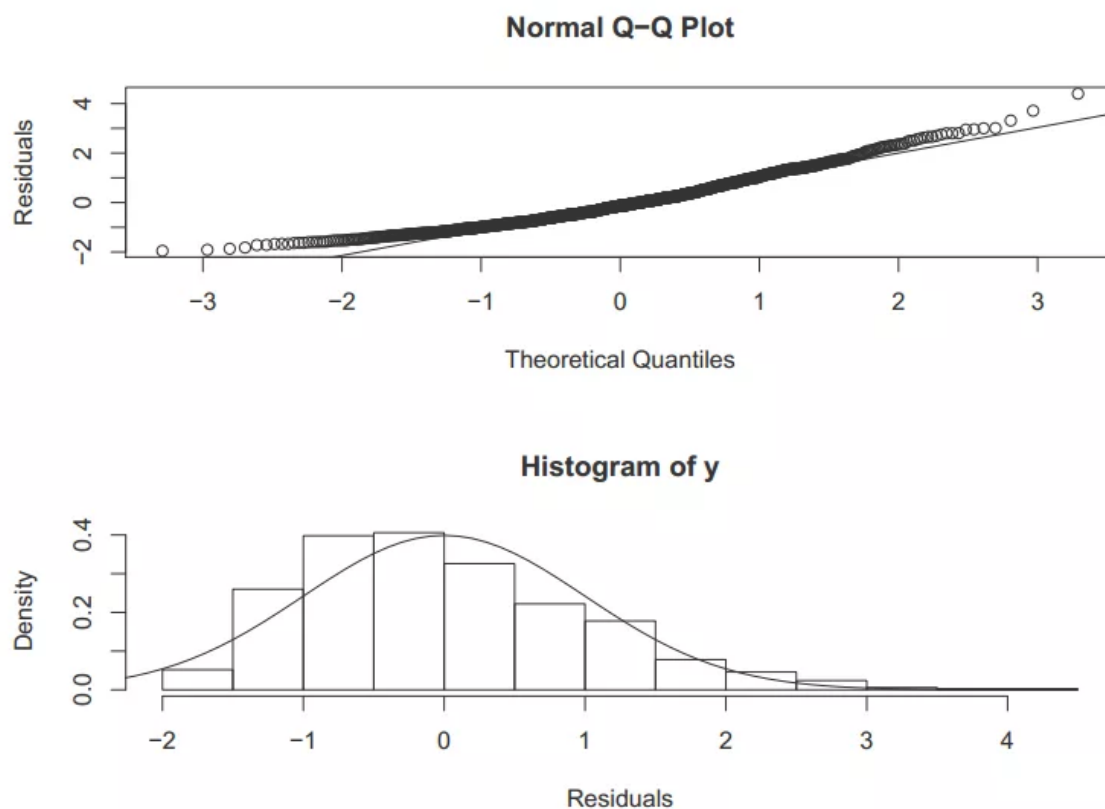 Normal Q−Q Plot
Residuals
4
2
0
−2
−3 −2 −1 0 1 2 3
Theoretical Quantiles
Histogram of y
Density
0.4
0.2
0.0
−2 −1 0 1 2 3 4
Residuals